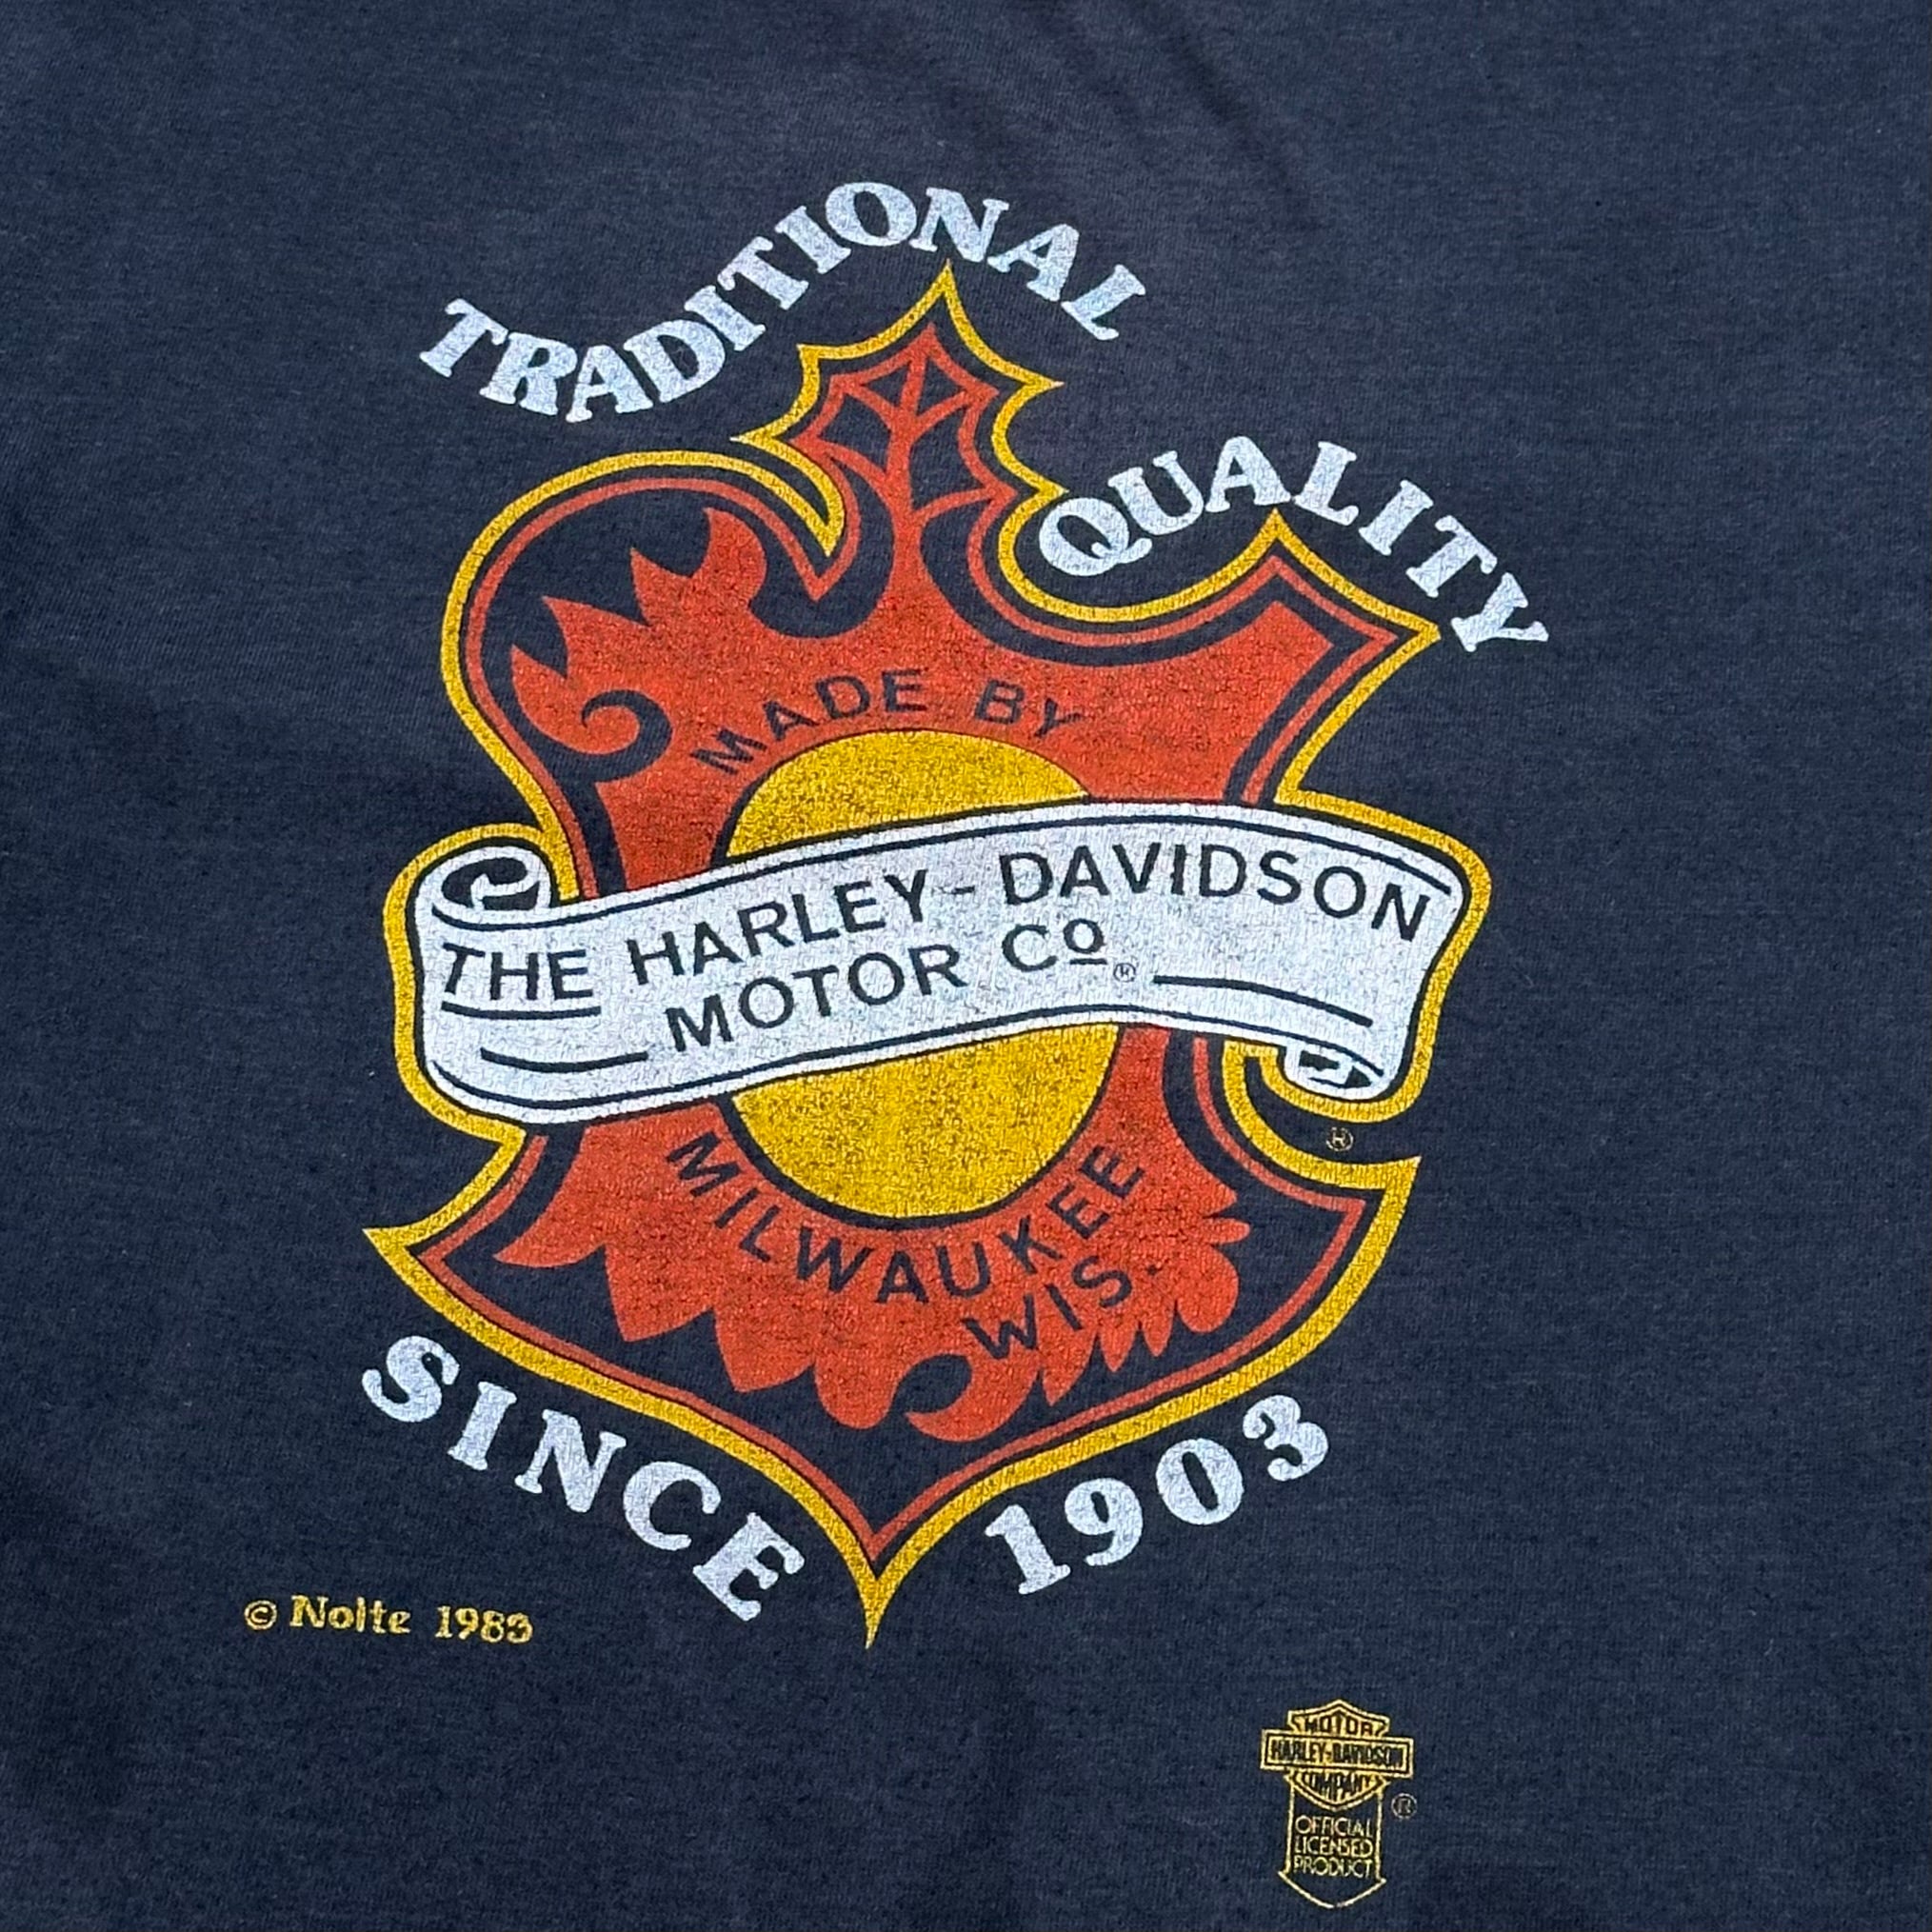 TRADITIONAL
QUALITY
MADE BY
THE HARLEY-DAVIDSON
MOTOR Co ®
®
MILWAUKEE
WIS.
SINCE 1903
© Nolte 1983
MOTOR
HARLEY-DAVIDSON
COMPANY
®
OFFICIAL
LICENSED
PRODUCT